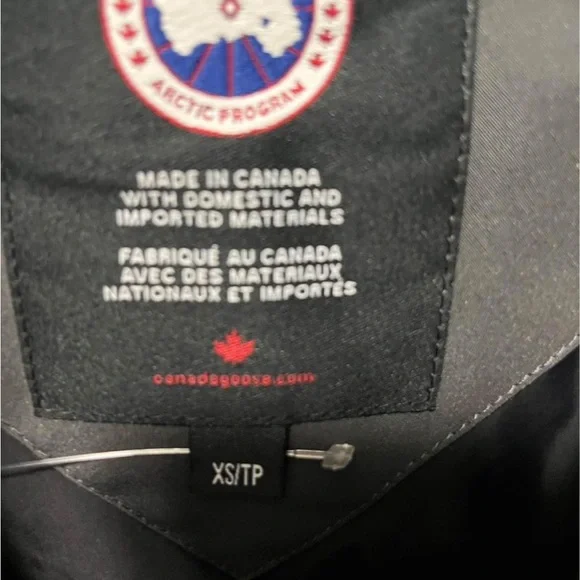 ARCTIC PROGRAM
MADE IN CANADA
WITH DOMESTIC AND
IMPORTED MATERIALS
FABRIQUÉ AU CANADA
AVEC DES MATERIAUX
NATIONAUX ET IMPORTÉS
canadagoose.com
XS/TP